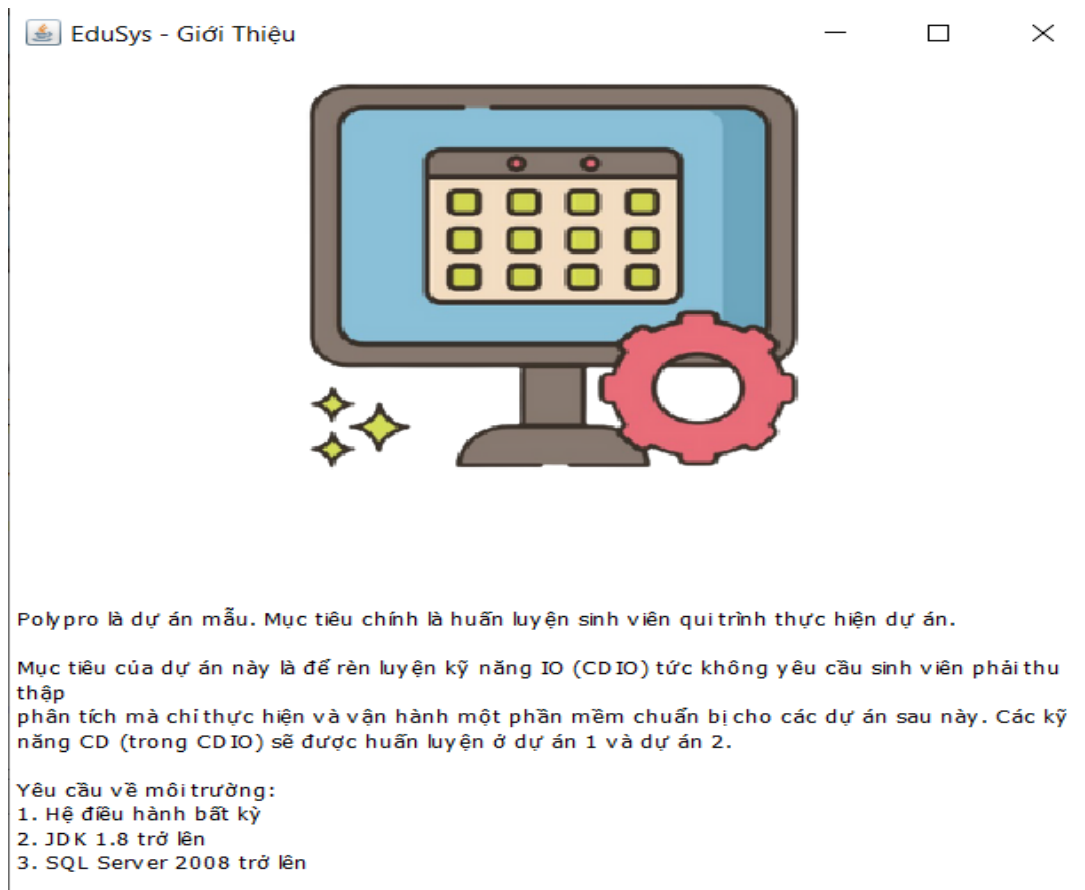 EduSys - Giới Thiệu
Polypro là dự án mẫu. Mục tiêu chính là huấn luyện sinh viên qui trình thực hiện dự án.
Mục tiêu của dự án này là để rèn luyện kỹ năng IO (CDIO) tức không yêu cầu sinh viên phải thu
thập
phân tích mà chỉ thực hiện và vận hành một phần mềm chuẩn bị cho các dự án sau này. Các kỹ
năng CD (trong CDIO) sẽ được huấn luyện ở dự án 1 và dự án 2.
Yêu cầu về môi trường:
1. Hệ điều hành bất kỳ
2. JDK 1.8 trở lên
3. SQL Server 2008 trở lên